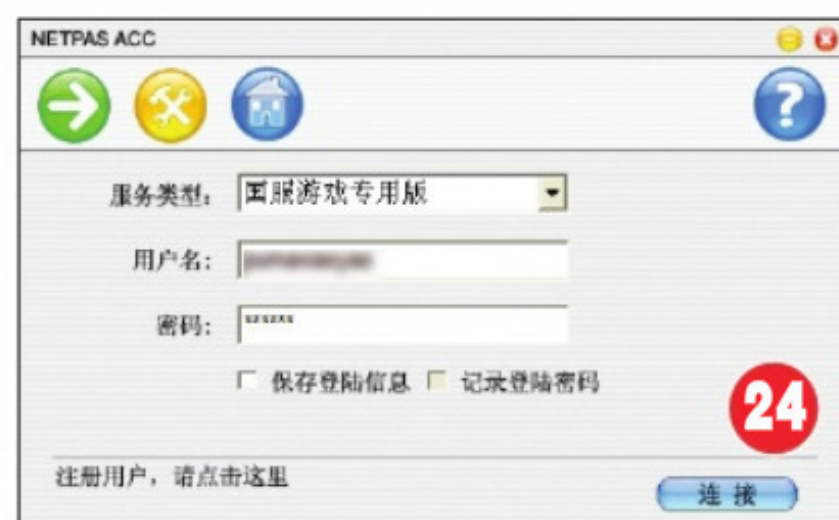 NETPAS ACC
服务类型: 国服游戏专用版
用户名:
密码: ******
保存登陆信息 记录登陆密码
24
注册用户，请点击这里
连 接